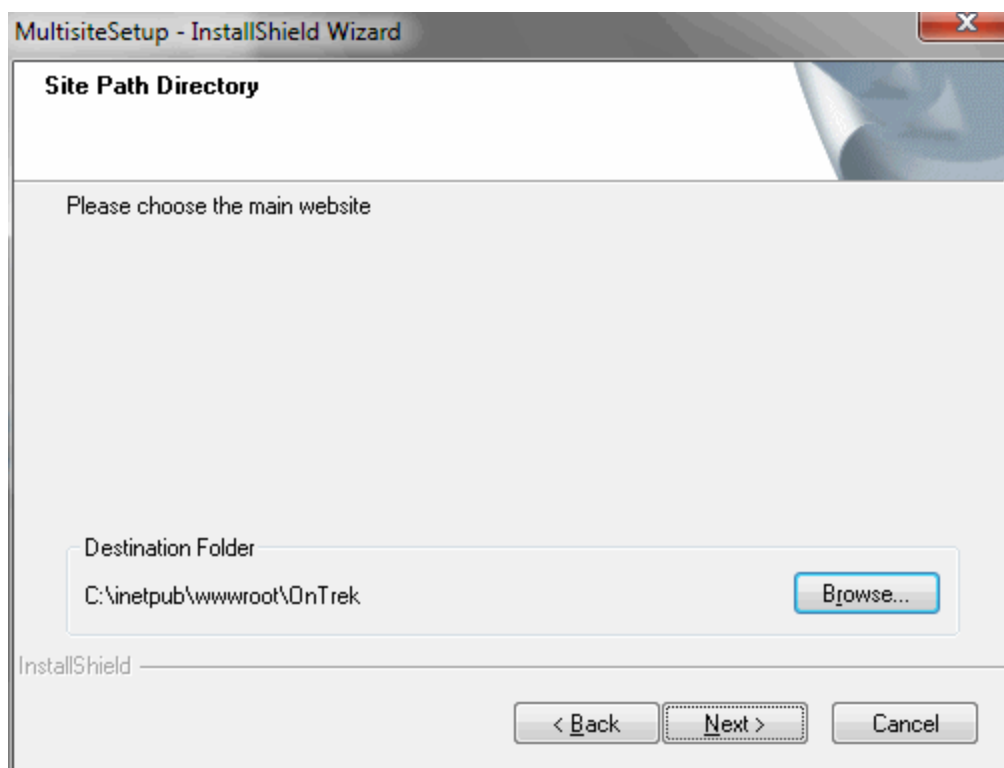 MultisiteSetup - InstallShield Wizard
Site Path Directory
Please choose the main website
Destination Folder
C:\inetpub\wwwroot\OnTrek
Browse...
InstallShield
< Back
Next >
Cancel